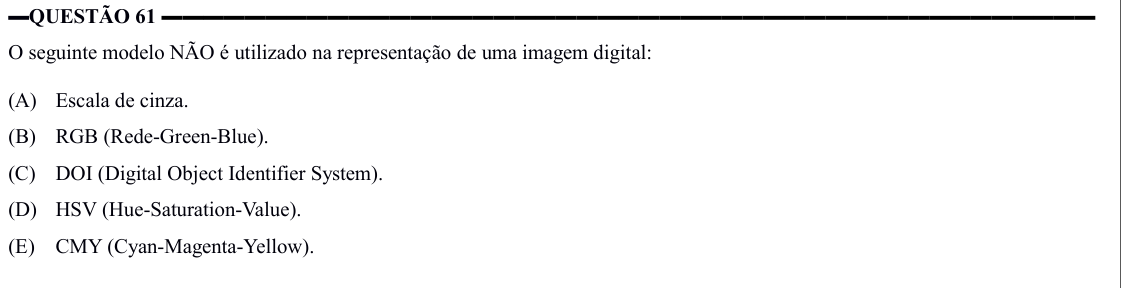 QUESTÃO 61
O seguinte modelo NÃO é utilizado na representação de uma imagem digital:
(A) Escala de cinza.
(B) RGB (Rede-Green-Blue).
(C) DOI (Digital Object Identifier System).
(D) HSV (Hue-Saturation-Value).
(E) CMY (Cyan-Magenta-Yellow).